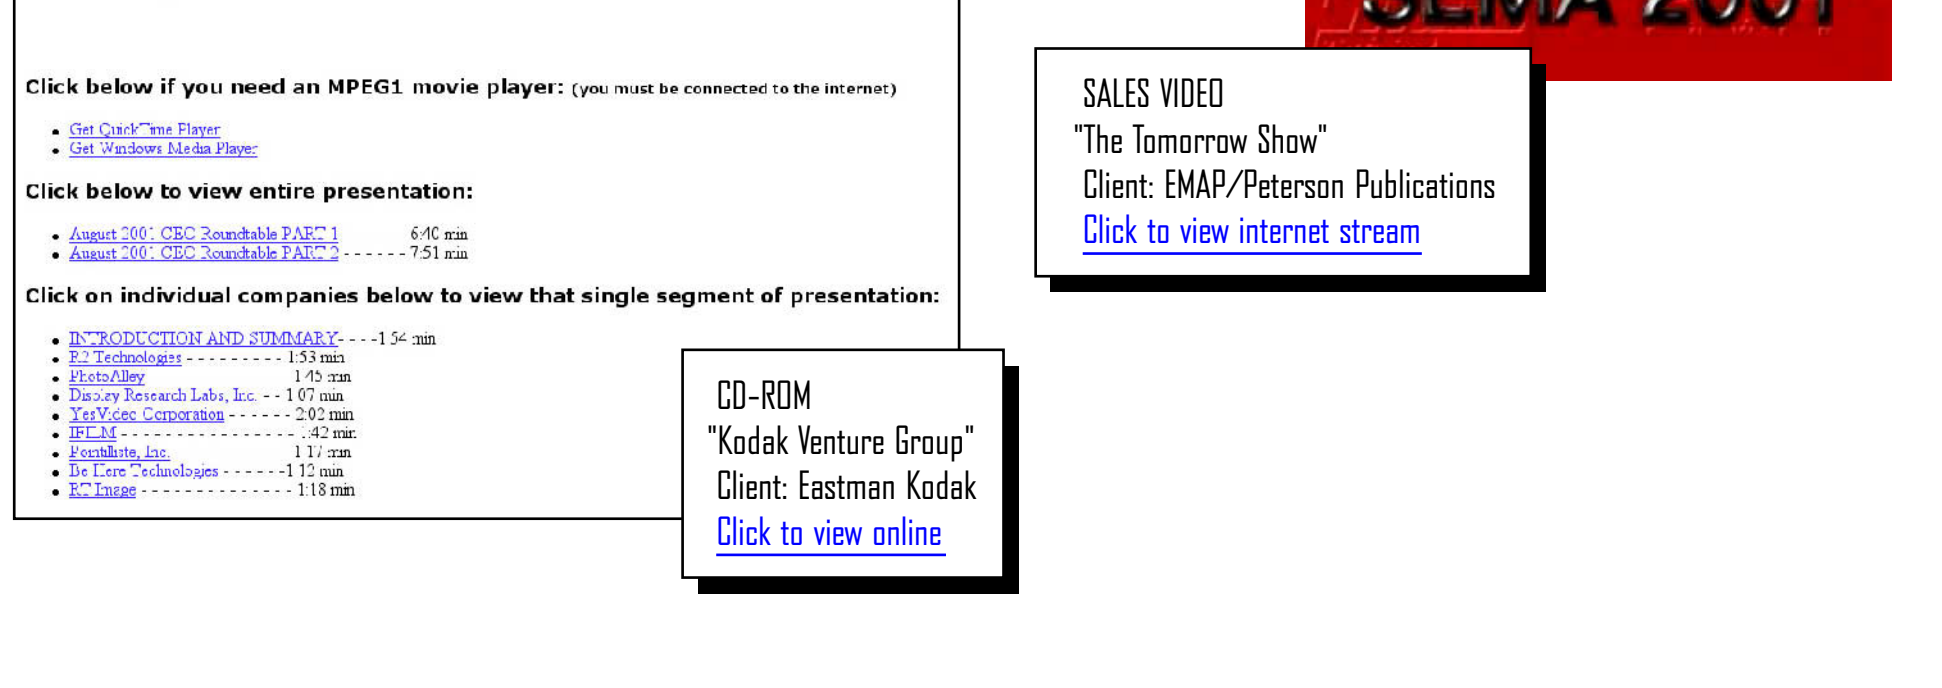 SEMA 2001
Click below if you need an MPEG1 movie player: (you must be connected to the internet)
Get QuickTime Player
Get Windows Media Player
Click below to view entire presentation:
August 2001 CEO Roundtable PART 1 6:40 min
August 2001 CEO Roundtable PART 2 - - - - - - 7:51 min
Click on individual companies below to view that single segment of presentation:
INTRODUCTION AND SUMMARY- - - -1:54 min
R2 Technologies - - - - - - - - - 1:53 min
PhotoAlley 1:45 min
Display Research Labs, Inc. - - 1:07 min
YesVideo Corporation - - - - - - 2:02 min
IFILM - - - - - - - - - - - - - - - - 1:42 min
Pointilliste, Inc. 1:17 min
Be Here Technologies - - - - - -1:12 min
RT Image - - - - - - - - - - - - - - 1:18 min
SALES VIDEO
"The Tomorrow Show"
Client: EMAP/Peterson Publications
Click to view internet stream
CD-ROM
"Kodak Venture Group"
Client: Eastman Kodak
Click to view online